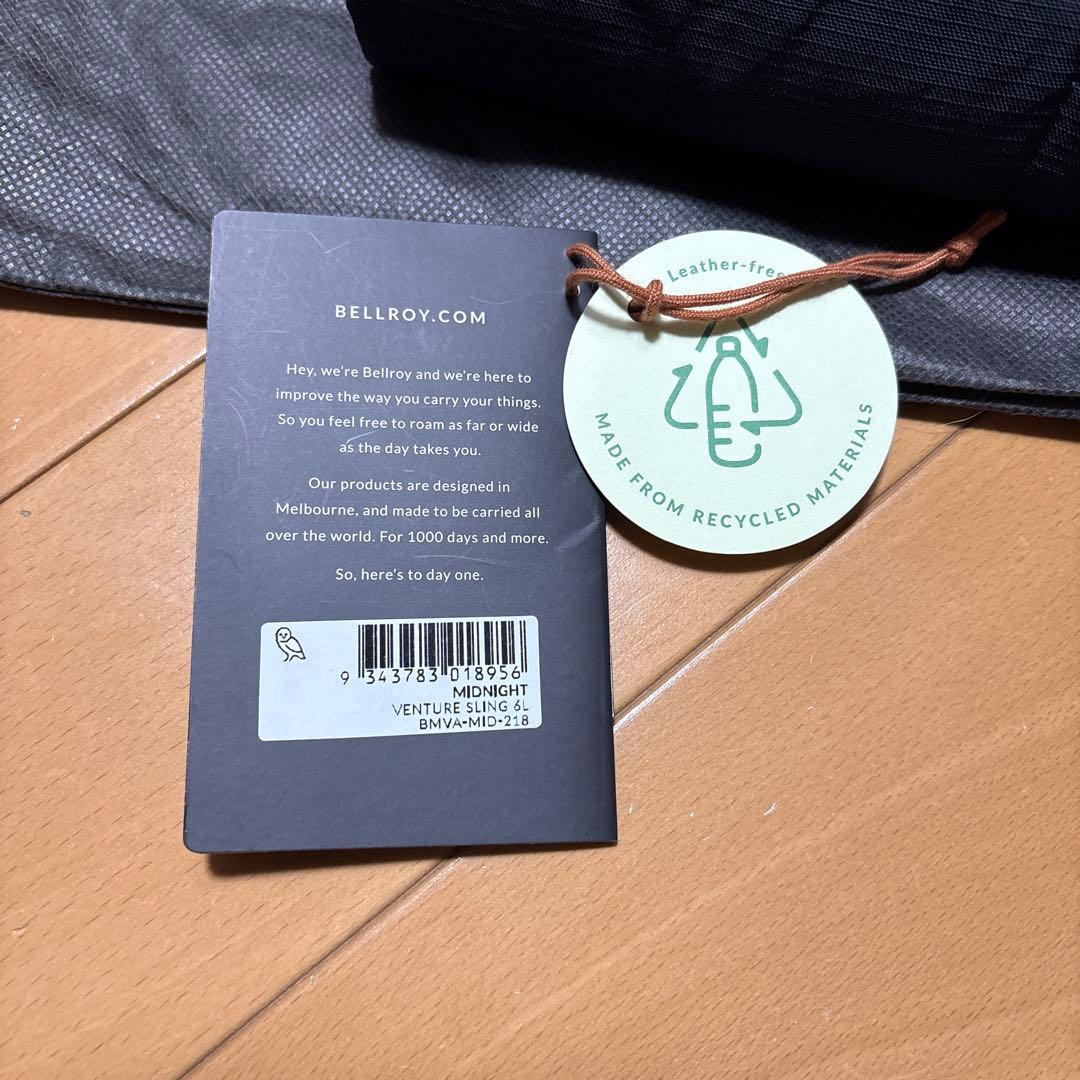 BELLROY.COM
Hey, we're Bellroy and we're here to
improve the way you carry your things.
So you feel free to roam as far or wide
as the day takes you.
Our products are designed in
Melbourne, and made to be carried all
over the world. For 1000 days and more.
So, here's to day one.
9 343783 018956
MIDNIGHT
VENTURE SLING 6L
BMVA-MID-218
Leather-free
MADE FROM RECYCLED MATERIALS